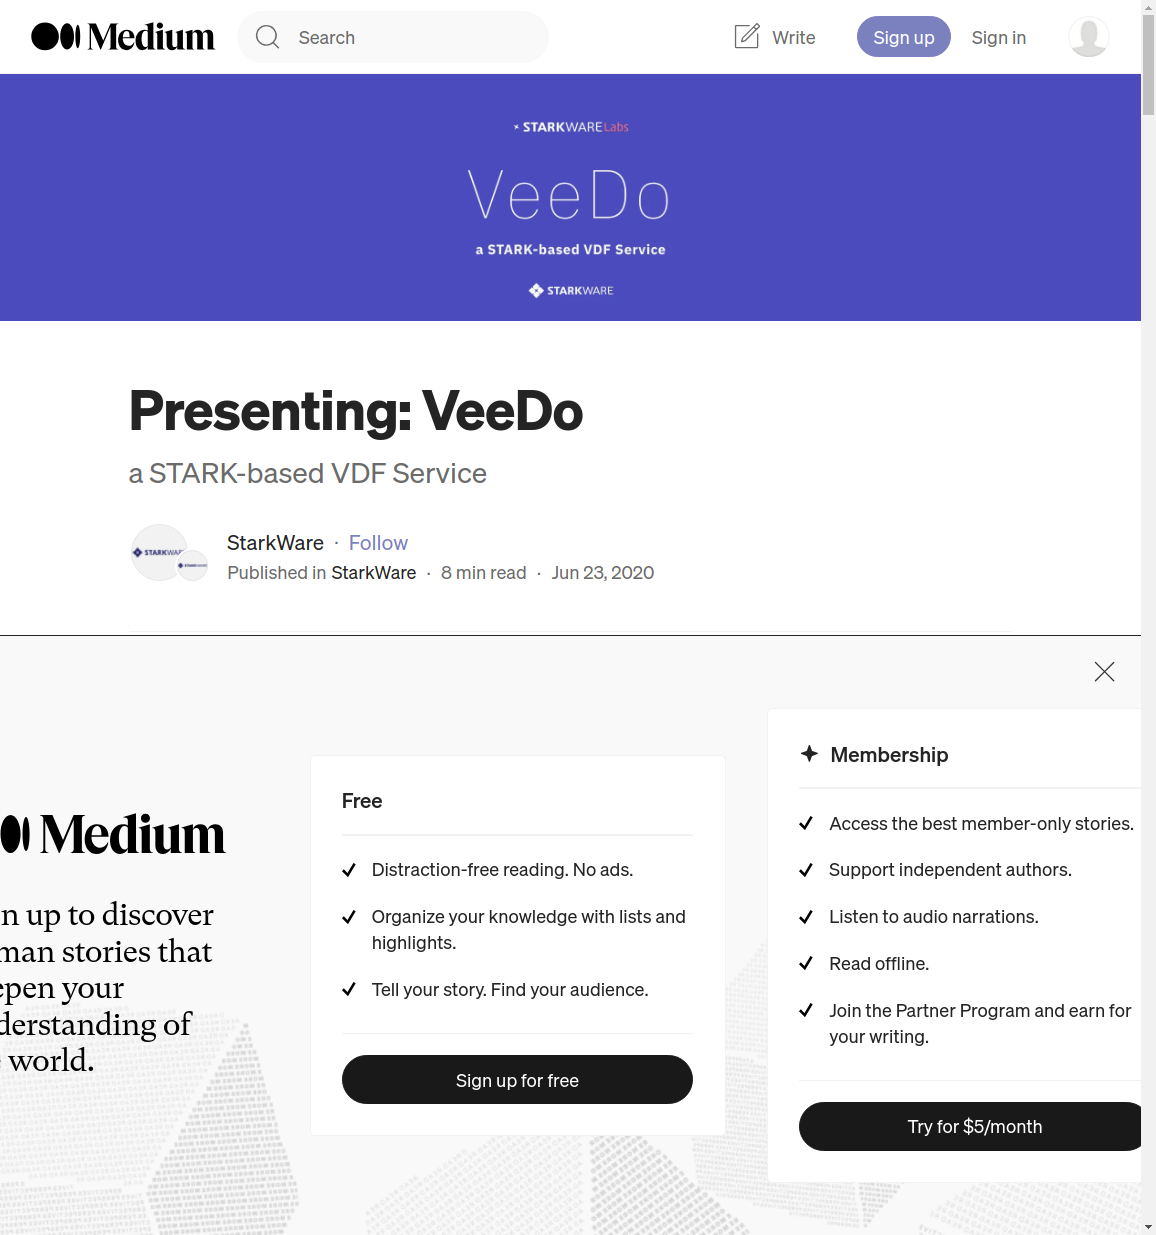 Medium
Search
Write
Sign up
Sign in
STARKWARE Labs
VeeDo
a STARK-based VDF Service
STARKWARE
Presenting: VeeDo
a STARK-based VDF Service
STARKWARE
StarkWare · Follow
Published in StarkWare · 8 min read · Jun 23, 2020
Medium
n up to discover
man stories that
epen your
derstanding of
world.
Free
Distraction-free reading. No ads.
Organize your knowledge with lists and
highlights.
Tell your story. Find your audience.
Sign up for free
Membership
Access the best member-only stories.
Support independent authors.
Listen to audio narrations.
Read offline.
Join the Partner Program and earn for
your writing.
Try for $5/month